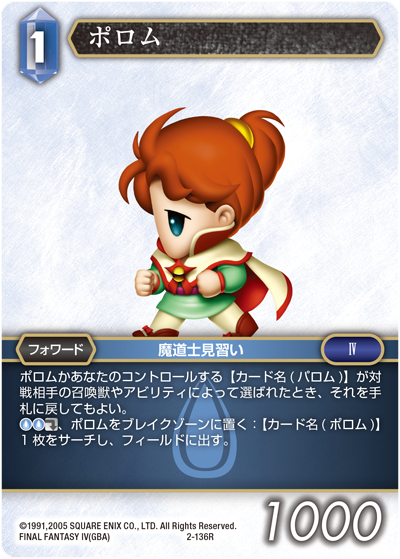 1
ポロム
フォワード
魔道士見習い
IV
ポロムかあなたのコントロールする【カード名 ( パロム )】が対
戦相手の召喚獣やアビリティによって選ばれたとき、それを手
札に戻してもよい。
、ポロムをブレイクゾーンに置く:【カード名 ( ポロム )】
1 枚をサーチし、フィールドに出す。
©1991,2005 SQUARE ENIX CO., LTD. All Rights Reserved.
FINAL FANTASY IV(GBA)
2-136R
1000